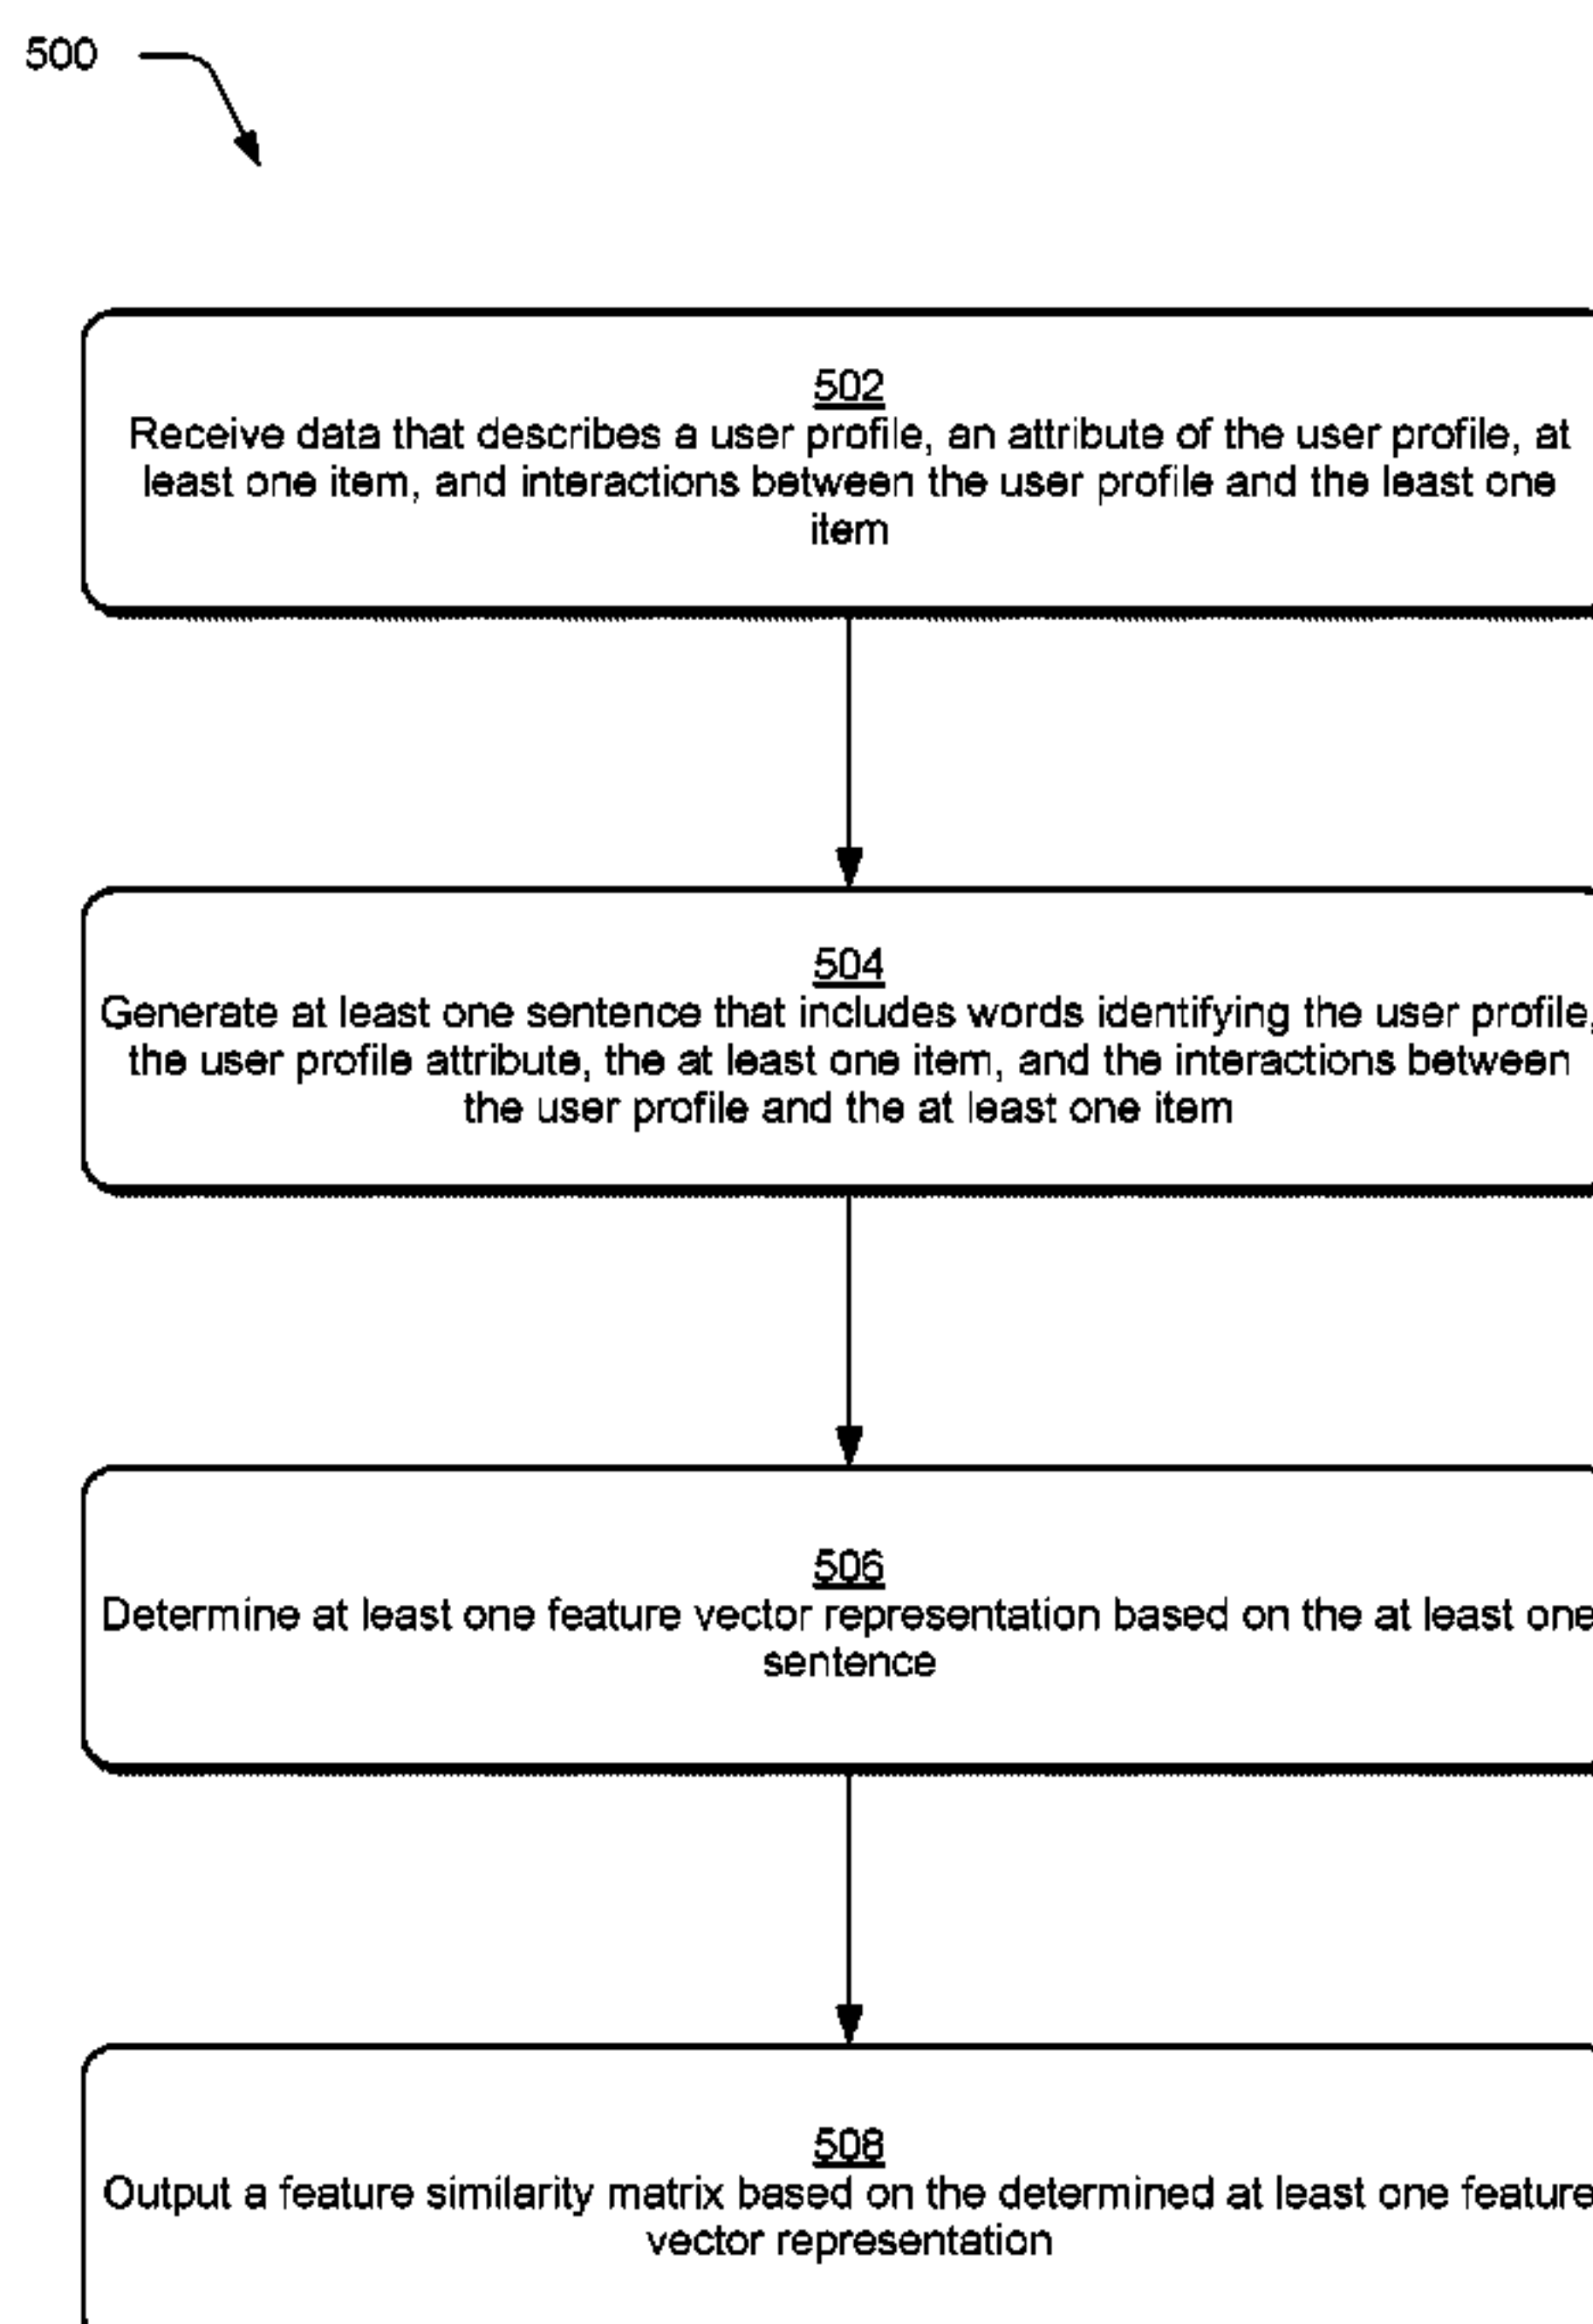 500
502
Receive data that describes a user profile, an attribute of the user profile, at
least one item, and interactions between the user profile and the least one
item
504
Generate at least one sentence that includes words identifying the user profile,
the user profile attribute, the at least one item, and the interactions between
the user profile and the at least one item
506
Determine at least one feature vector representation based on the at least one
sentence
508
Output a feature similarity matrix based on the determined at least one feature
vector representation